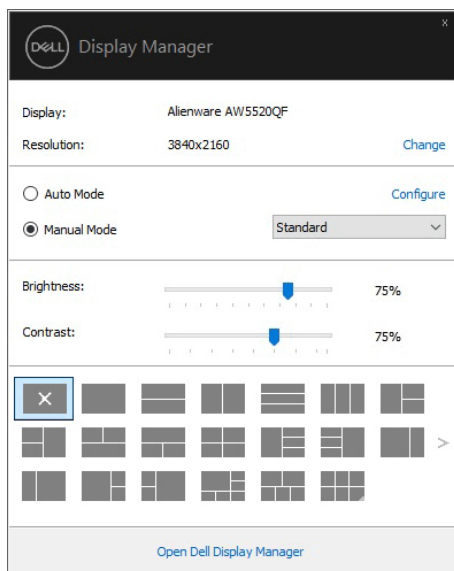 x
DELL Display Manager
Display: Alienware AW5520QF
Resolution: 3840x2160 Change
Auto Mode Configure
Manual Mode Standard
Brightness: 75%
Contrast: 75%
Open Dell Display Manager